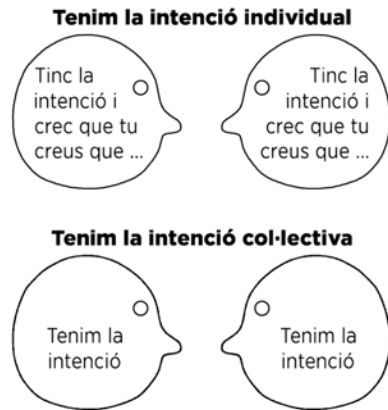 Tenim la intenció individual
Tinc la
intenció i
crec que tu
creus que ...
Tinc la
intenció i
crec que tu
creus que ...
Tenim la intenció col·lectiva
Tenim la
intenció
Tenim la
intenció